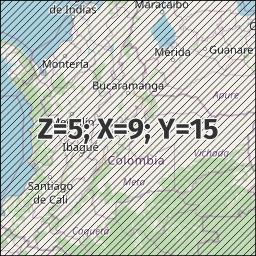 de Indias
Maracaibo
Mérida
Guanare
Montería
Bucaramanga
Apure
Z=5; X=9; Y=15
Ibagué
Colombia
Vichada
Meta
Santiago
de Cali
Caquetá